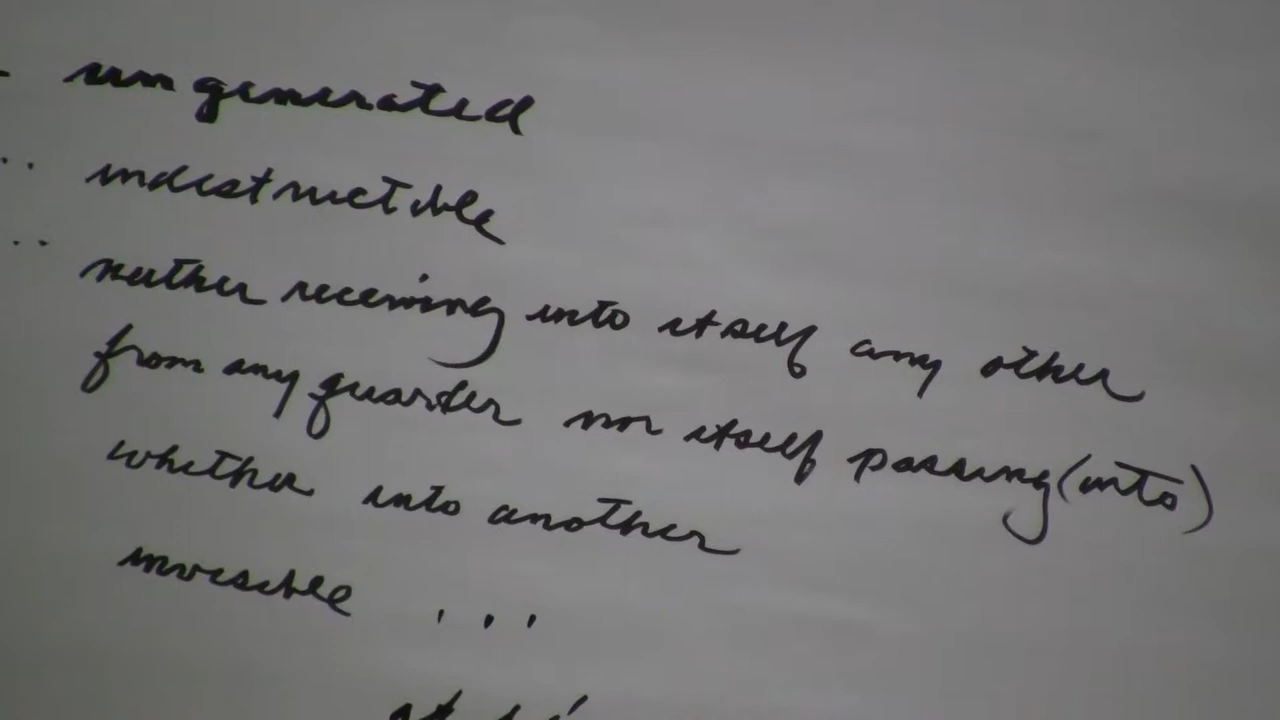 ungenerated
indestructible
neither receiving into itself any other
from any quarter nor itself passing (into)
whither into another
invisible ...